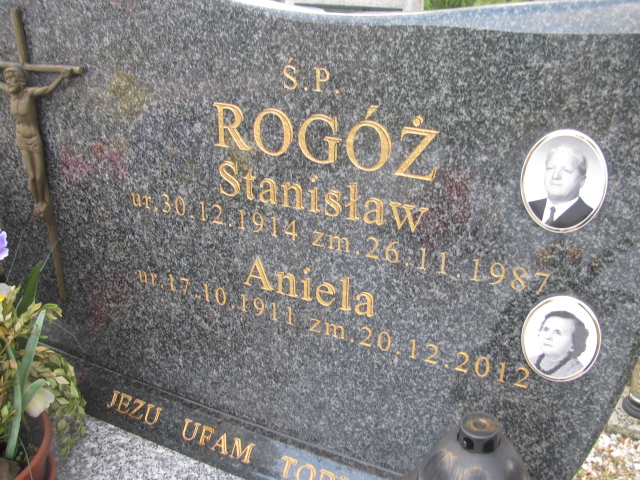 Ś.P.
ROGÓŻ
Stanisław
ur.30.12.1914 zm.26.11.1987
Aniela
ur.17.10.1911 zm.20.12.2012
JEZU UFAM